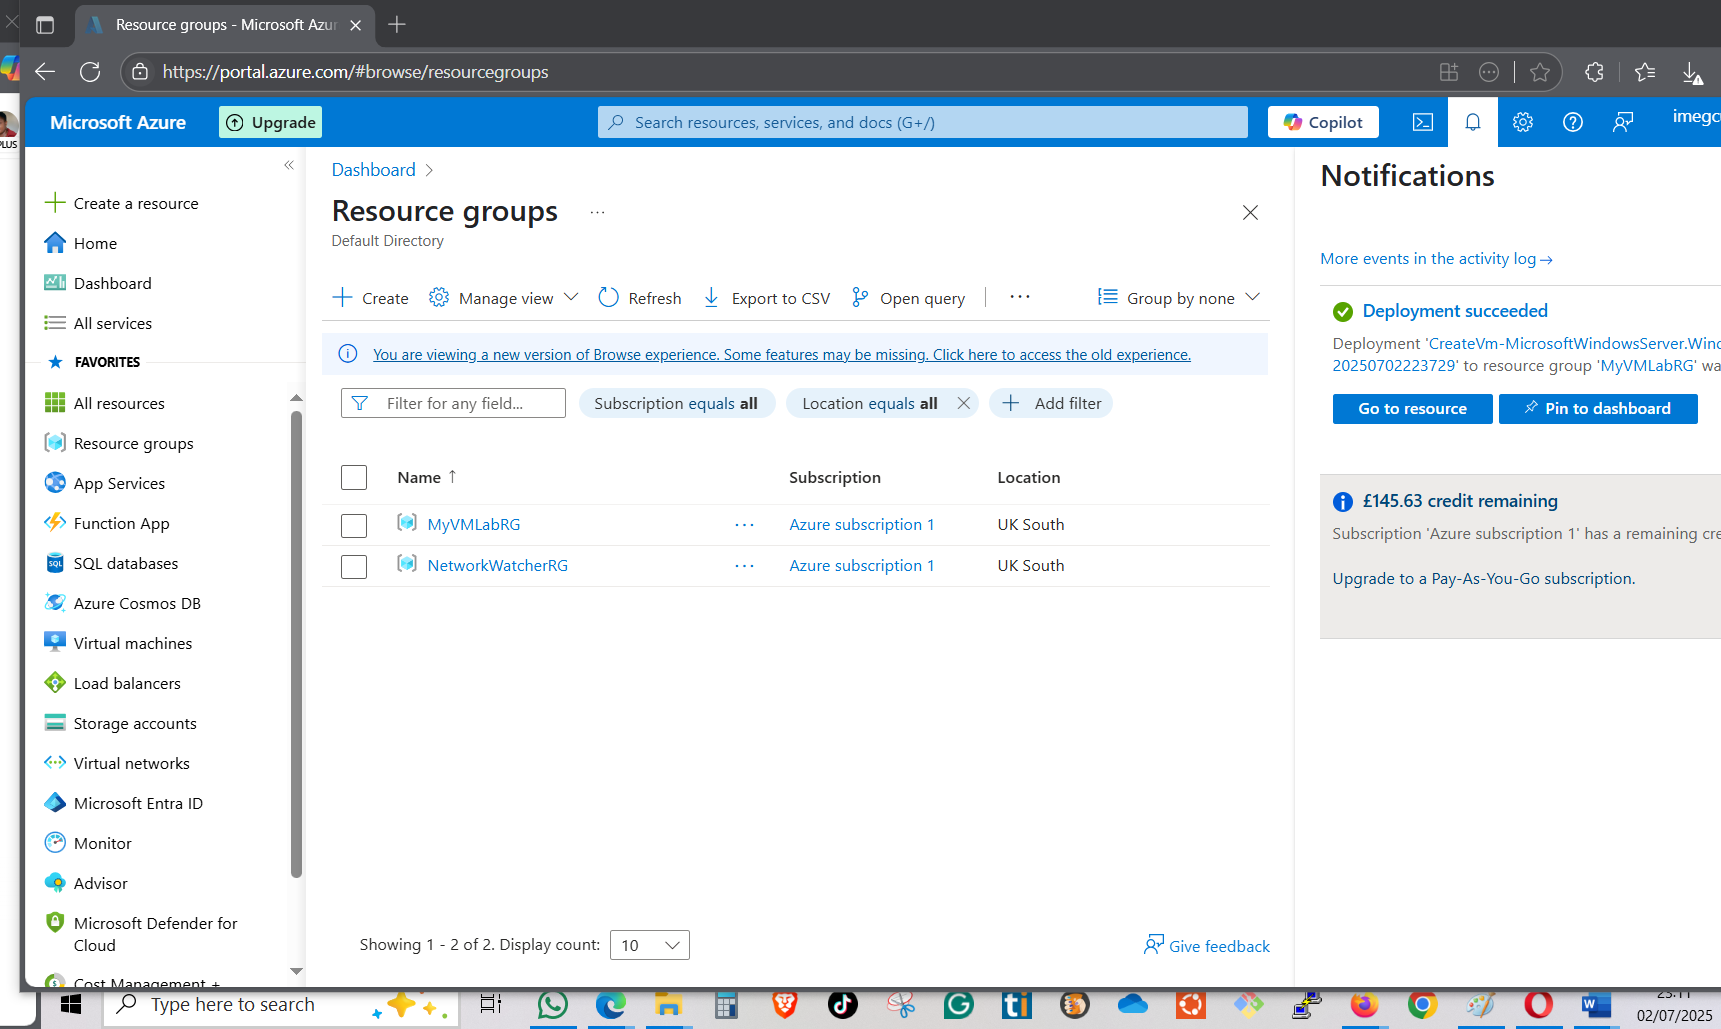 Resource groups - Microsoft Azur
https://portal.azure.com/#browse/resourcegroups
PLUS
Microsoft Azure
Upgrade
Search resources, services, and docs (G+/)
Copilot
Create a resource
Home
Dashboard
All services
FAVORITES
All resources
Resource groups
App Services
Function App
SQL databases
Azure Cosmos DB
Virtual machines
Load balancers
Storage accounts
Virtual networks
Microsoft Entra ID
Monitor
Advisor
Microsoft Defender for
Cloud
Cost Management +
Dashboard
Resource groups
Default Directory
Create
Manage view
Refresh
Export to CSV
Open query
Group by none
You are viewing a new version of Browse experience. Some features may be missing. Click here to access the old experience.
Filter for any field...
Subscription equals all
Location equals all
Add filter
Name ↑
Subscription
Location
MyVMLabRG
Azure subscription 1
UK South
NetworkWatcherRG
Azure subscription 1
UK South
Showing 1 - 2 of 2. Display count:
10
Give feedback
Notifications
More events in the activity log→
Deployment succeeded
Deployment 'CreateVm-MicrosoftWindowsServer.Wind
20250702223729' to resource group 'MyVMLabRG' wa
Go to resource
Pin to dashboard
£145.63 credit remaining
Subscription 'Azure subscription 1' has a remaining cre
Upgrade to a Pay-As-You-Go subscription.
Type here to search
23:11
02/07/2025